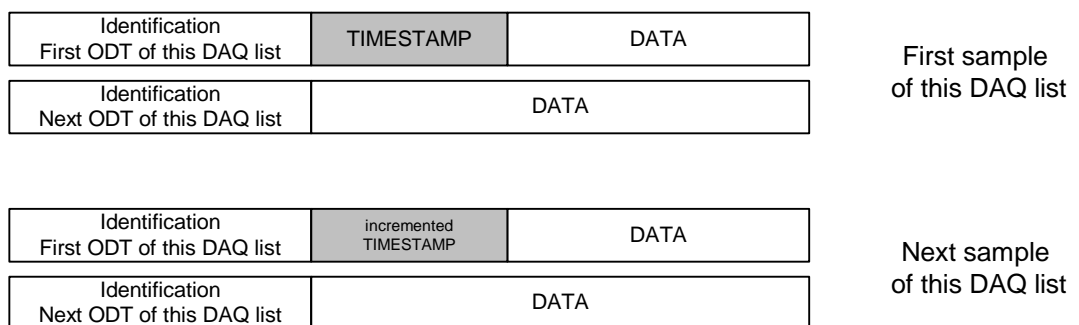 Identification
First ODT of this DAQ list
TIMESTAMP
DATA
First sample
of this DAQ list
Identification
Next ODT of this DAQ list
DATA
Identification
First ODT of this DAQ list
incremented
TIMESTAMP
DATA
Next sample
of this DAQ list
Identification
Next ODT of this DAQ list
DATA